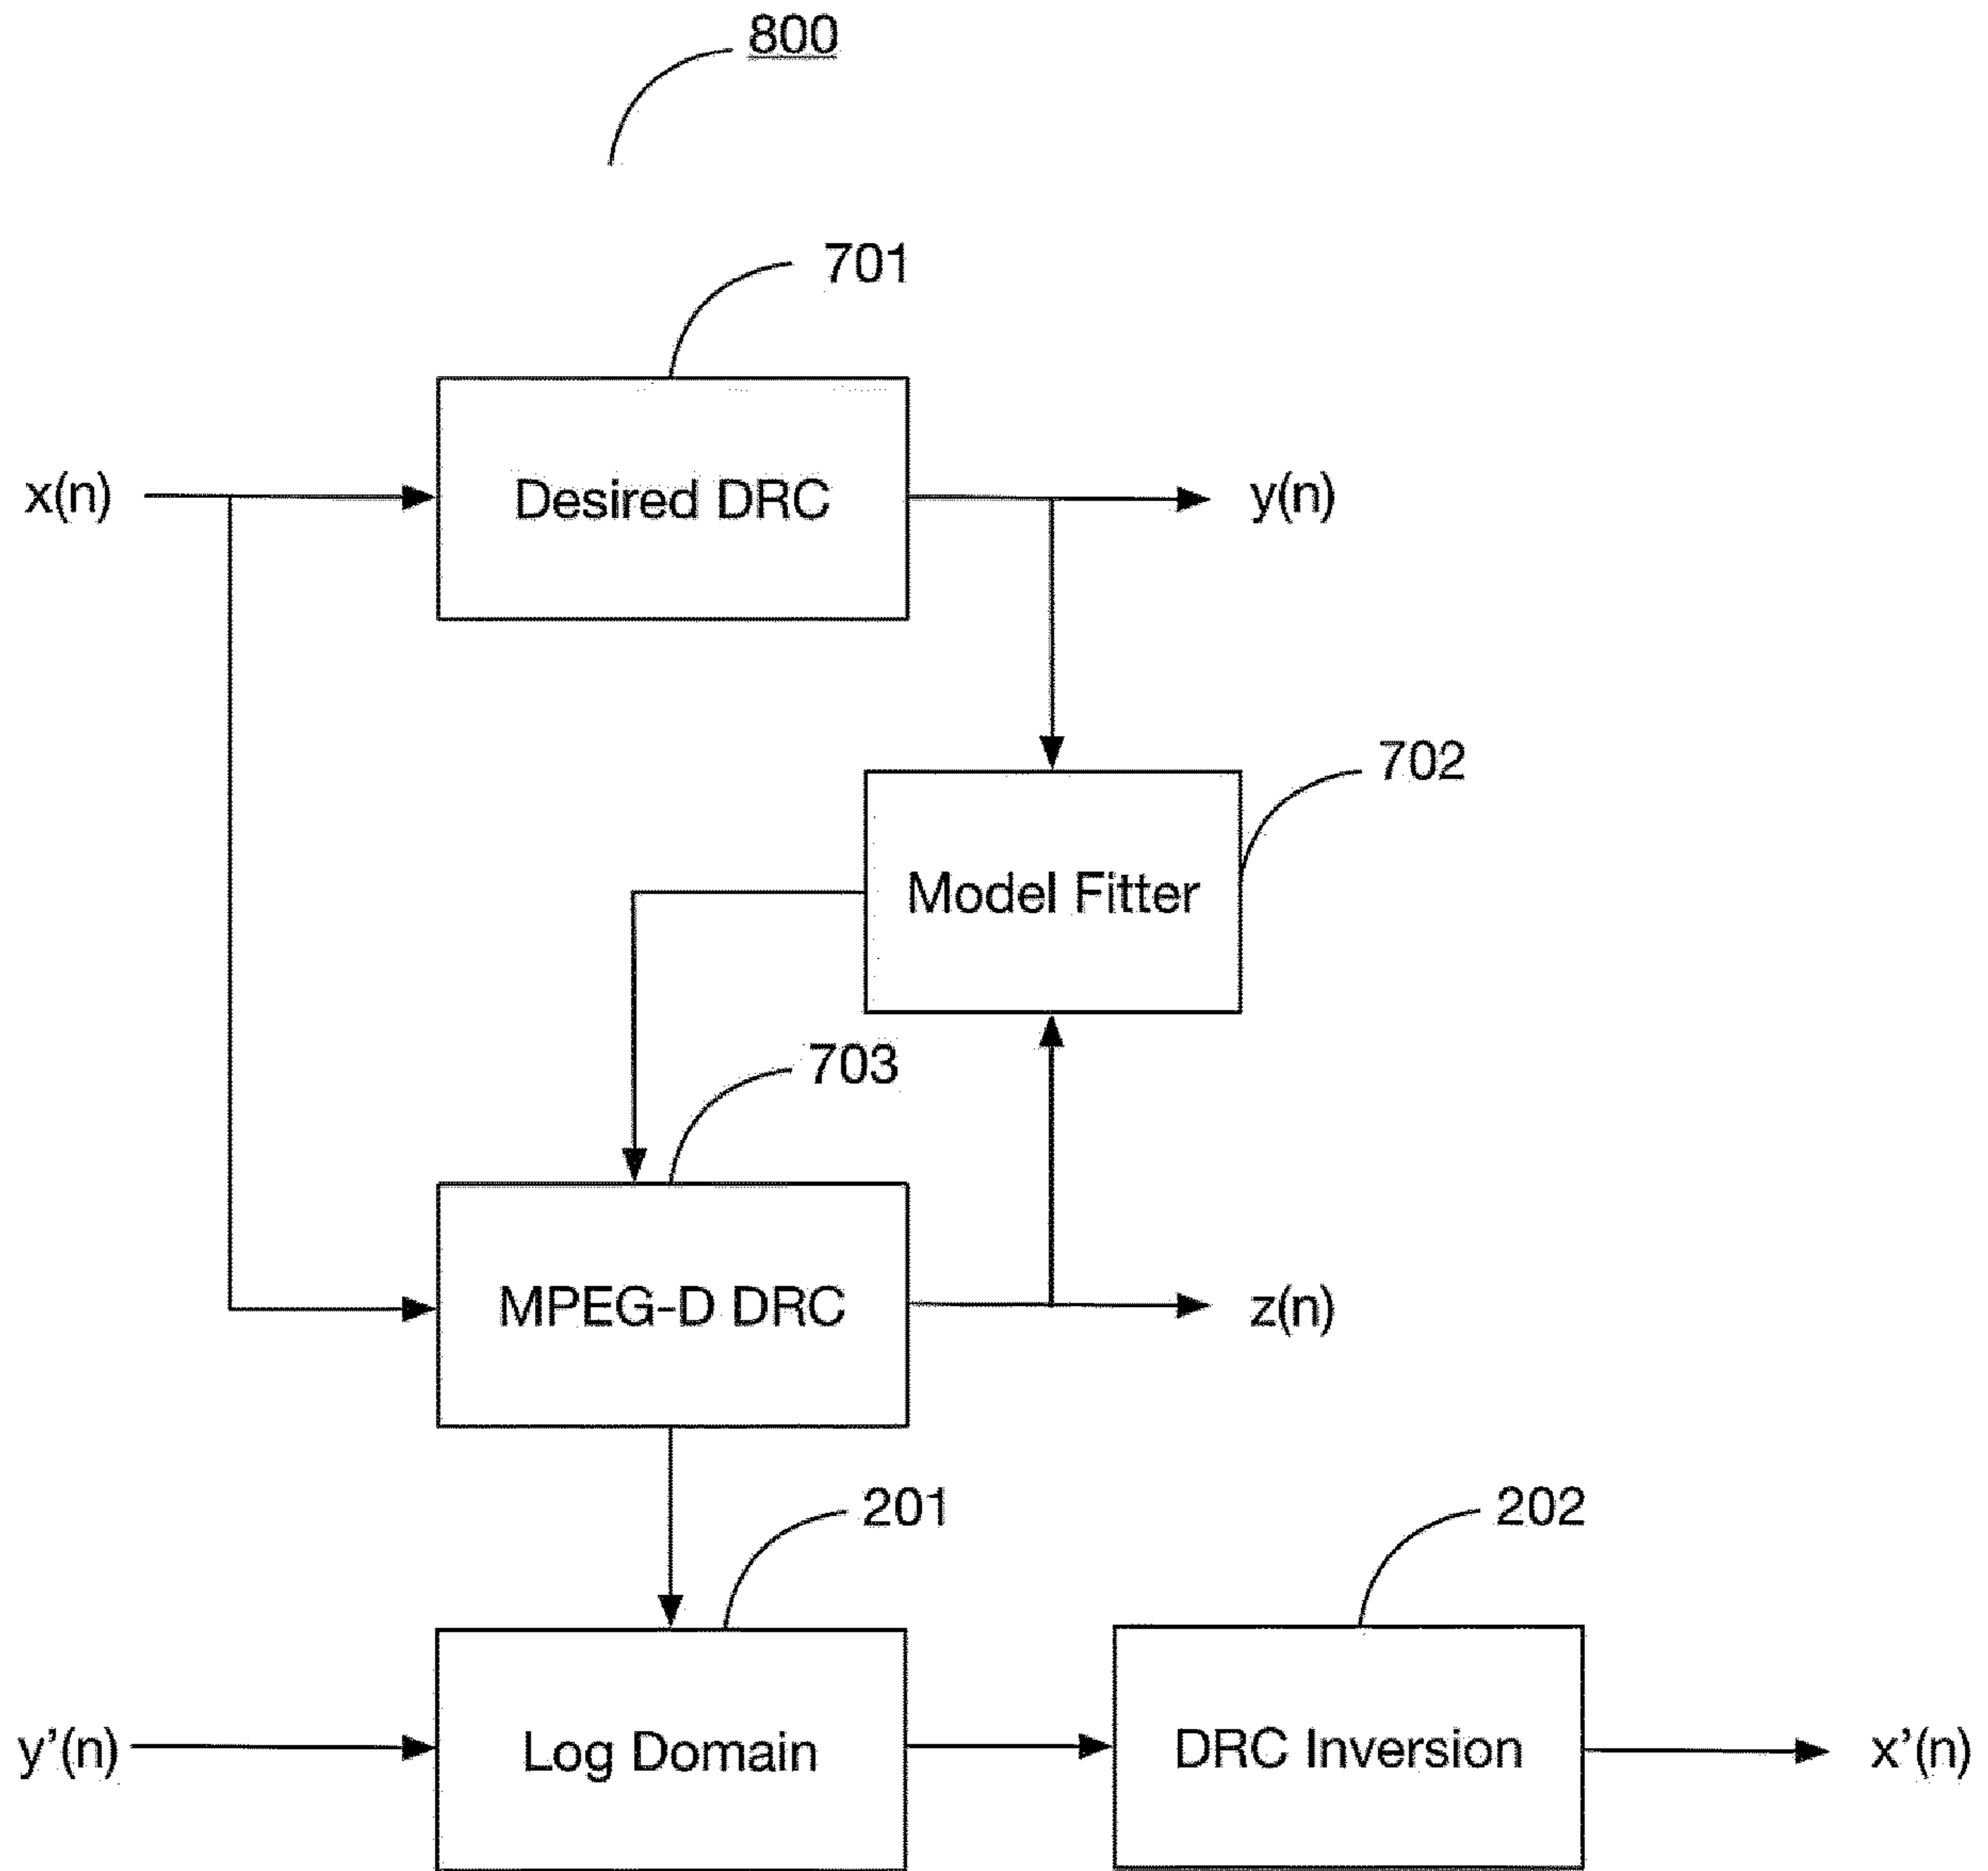 800
701
x(n)
Desired DRC
y(n)
702
Model Fitter
703
MPEG-D DRC
z(n)
201
202
y’(n)
Log Domain
DRC Inversion
x’(n)